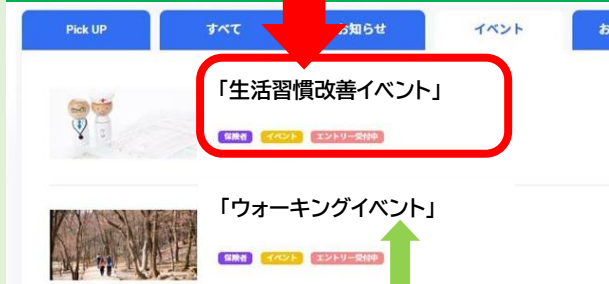 Pick UP
すべて
お知らせ
イベント
お
「生活習慣改善イベント」
保険者 イベント エントリー受付中
「ウォーキングイベント」
保険者 イベント エントリー受付中